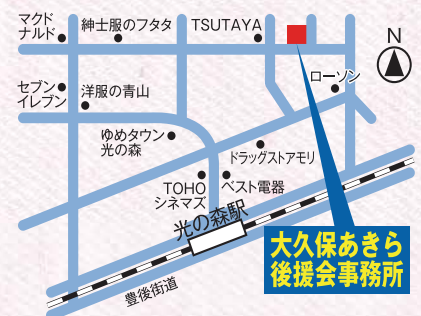 マクド
ナルド
紳士服のフタタ
TSUTAYA
N
セブン
イレブン
洋服の青山
ローソン
ゆめタウン
光の森
ドラッグストアモリ
TOHO
シネマズ
ベスト電器
光の森駅
豊後街道
大久保あきら
後援会事務所